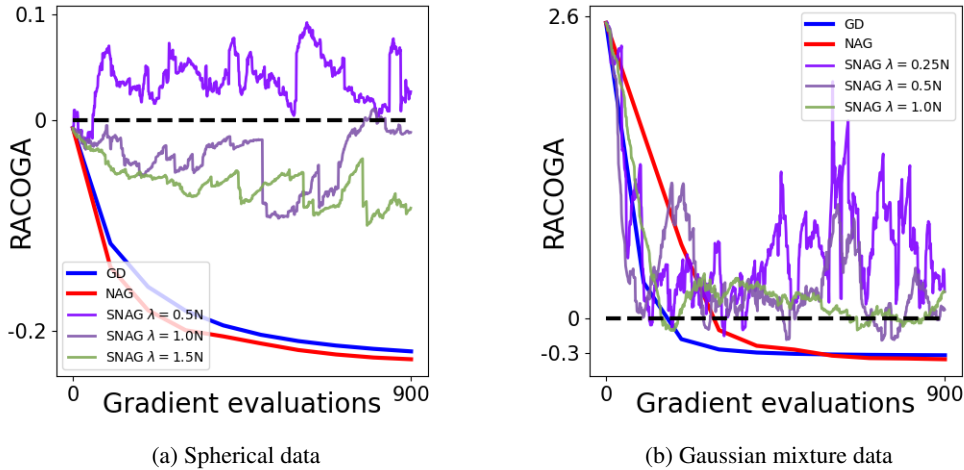 0.1
0
-0.2
RACOGA
GD
NAG
SNAG λ = 0.5N
SNAG λ = 1.0N
SNAG λ = 1.5N
0
900
Gradient evaluations
(a) Spherical data
2.6
0
-0.3
RACOGA
GD
NAG
SNAG λ = 0.25N
SNAG λ = 0.5N
SNAG λ = 1.0N
0
900
Gradient evaluations
(b) Gaussian mixture data